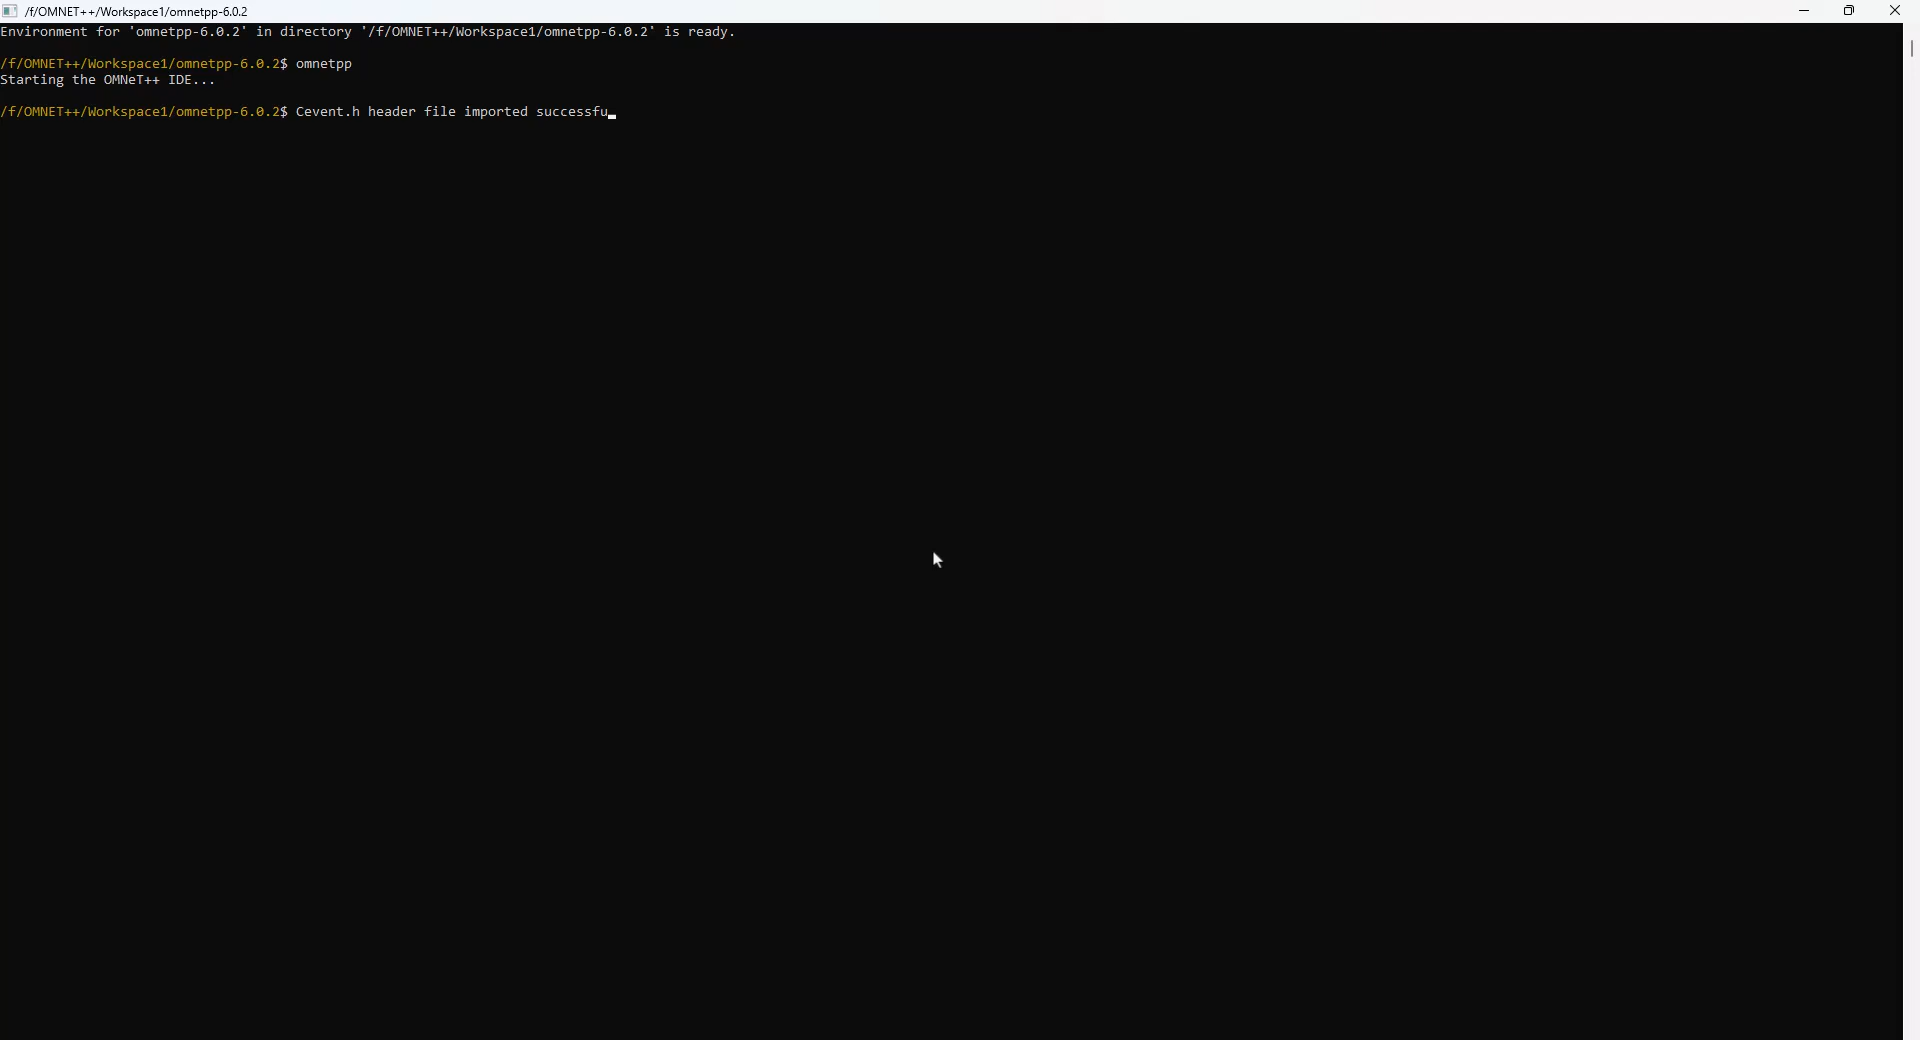 /f/OMNET++/Workspace1/omnetpp-6.0.2
Environment for 'omnetpp-6.0.2' in directory '/f/OMNET++/Workspace1/omnetpp-6.0.2' is ready.
/f/OMNET++/Workspace1/omnetpp-6.0.2$ omnetpp
Starting the OMNeT++ IDE...
/f/OMNET++/Workspace1/omnetpp-6.0.2$ Cevent.h header file imported successfu